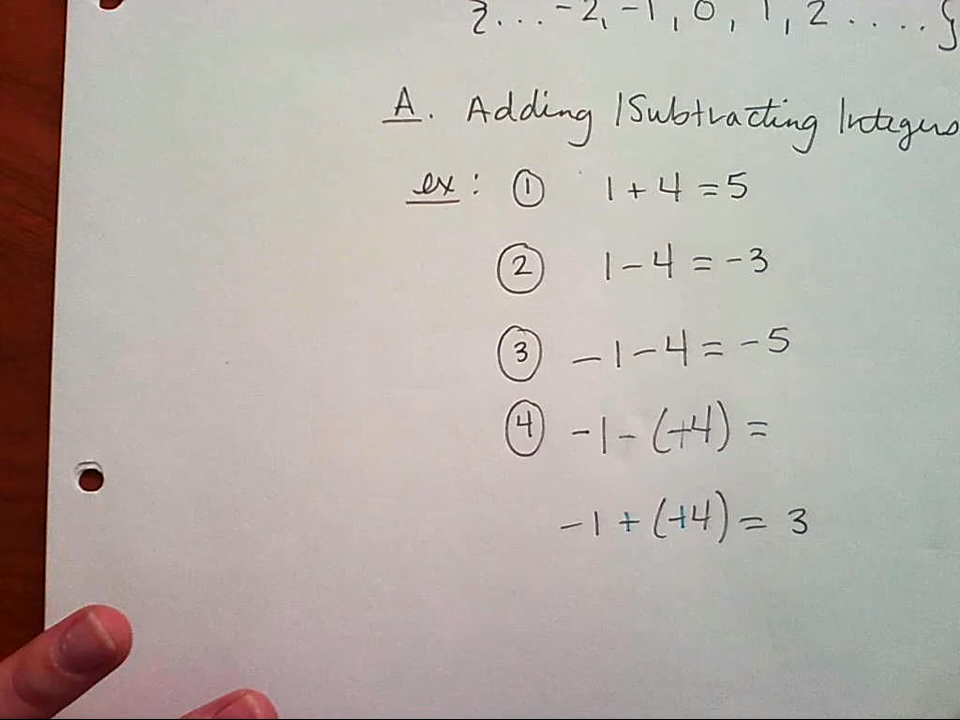 {...-2, -1, 0, 1, 2....}
A. Adding /Subtracting Integers
ex: ① 1 + 4 = 5
② 1 - 4 = -3
③ -1 - 4 = -5
④ -1 - (+4) =
-1 + (+4) = 3